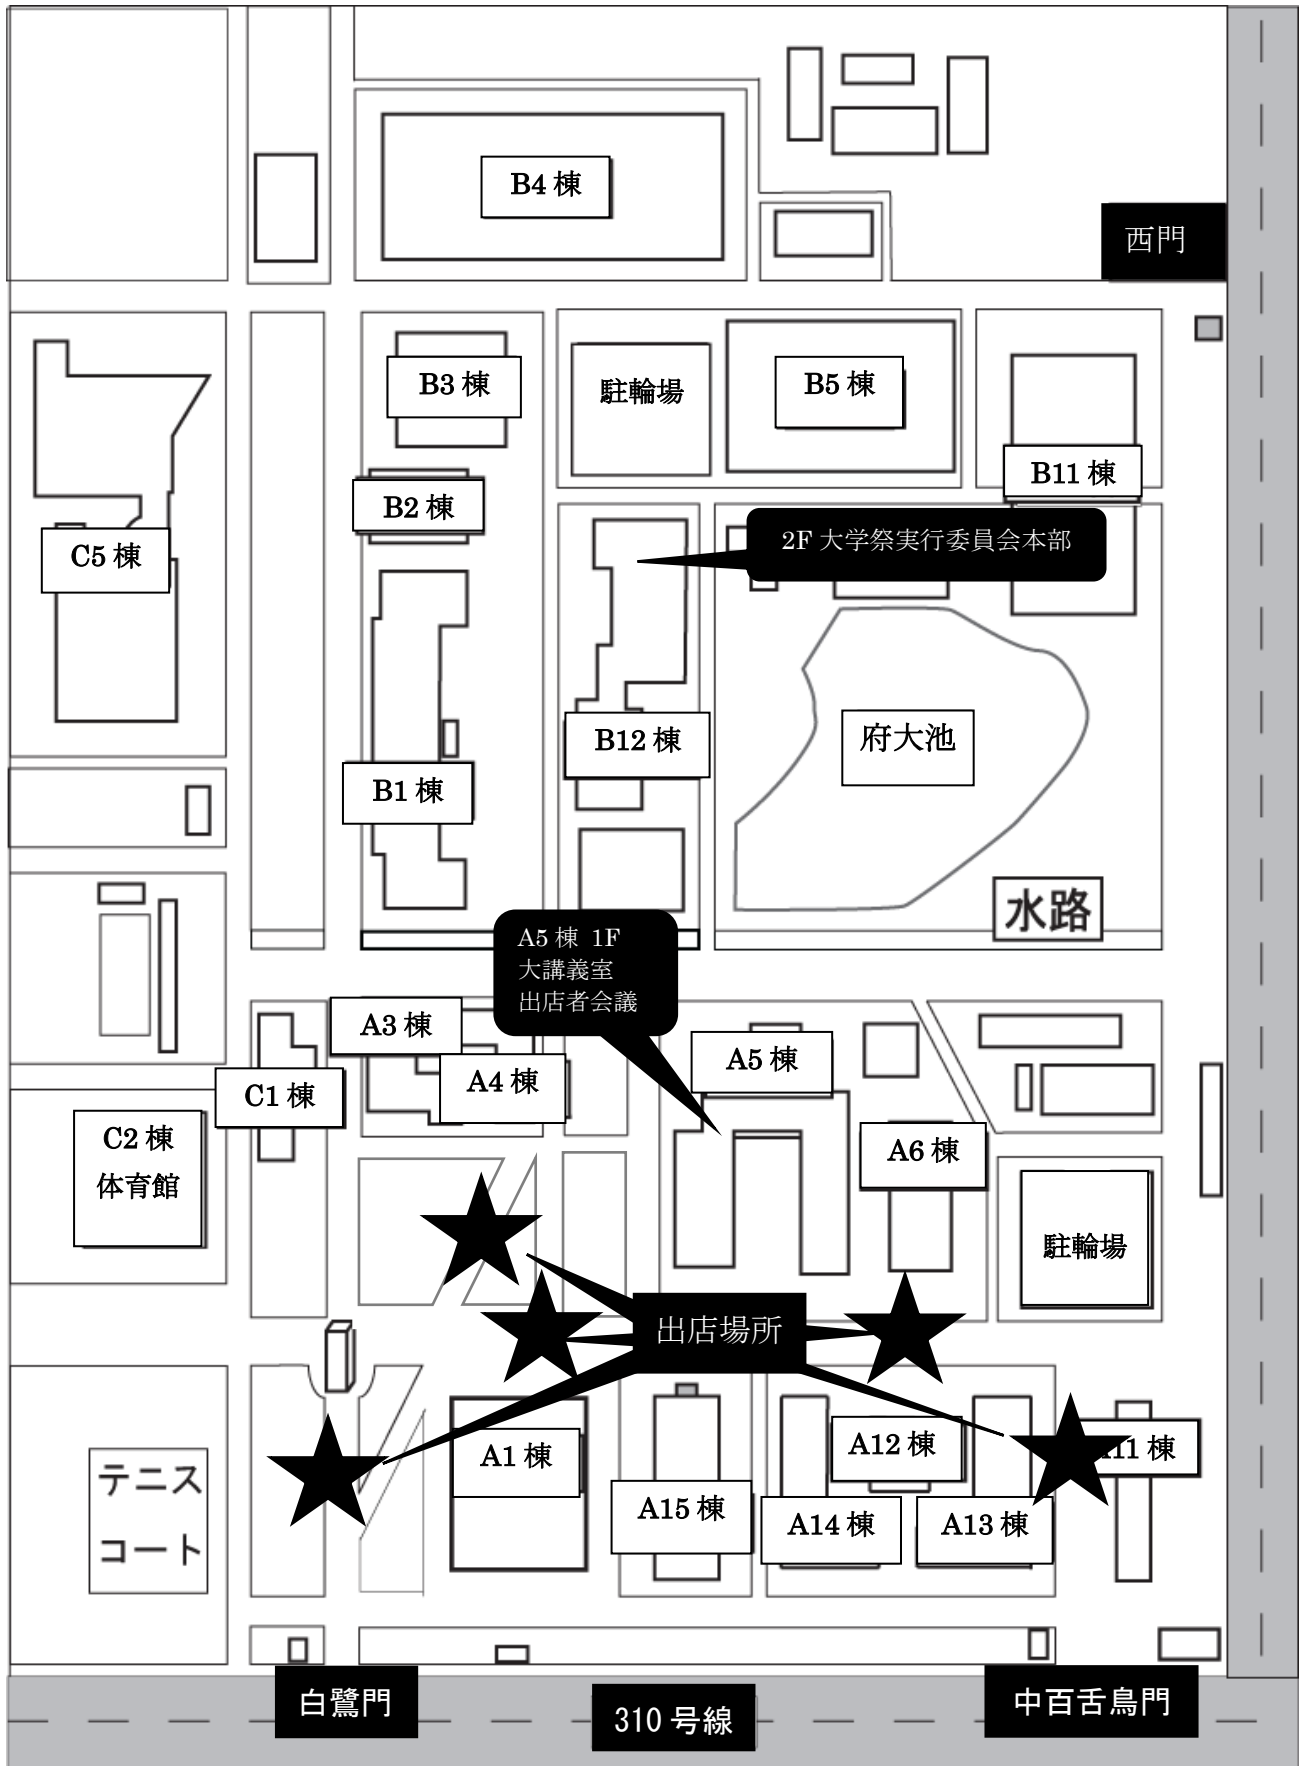 B4 棟
西門
B3 棟
駐輪場
B5 棟
B11 棟
B2 棟
C5 棟
2F 大学祭実行委員会本部
府大池
B12 棟
B1 棟
水路
A5 棟 1F
大講義室
出店者会議
A3 棟
A4 棟
A5 棟
C1 棟
C2 棟
体育館
A6 棟
駐輪場
出店場所
テニス
コート
A1 棟
A12 棟
11 棟
A15 棟
A14 棟
A13 棟
白鷺門
310 号線
中百舌鳥門